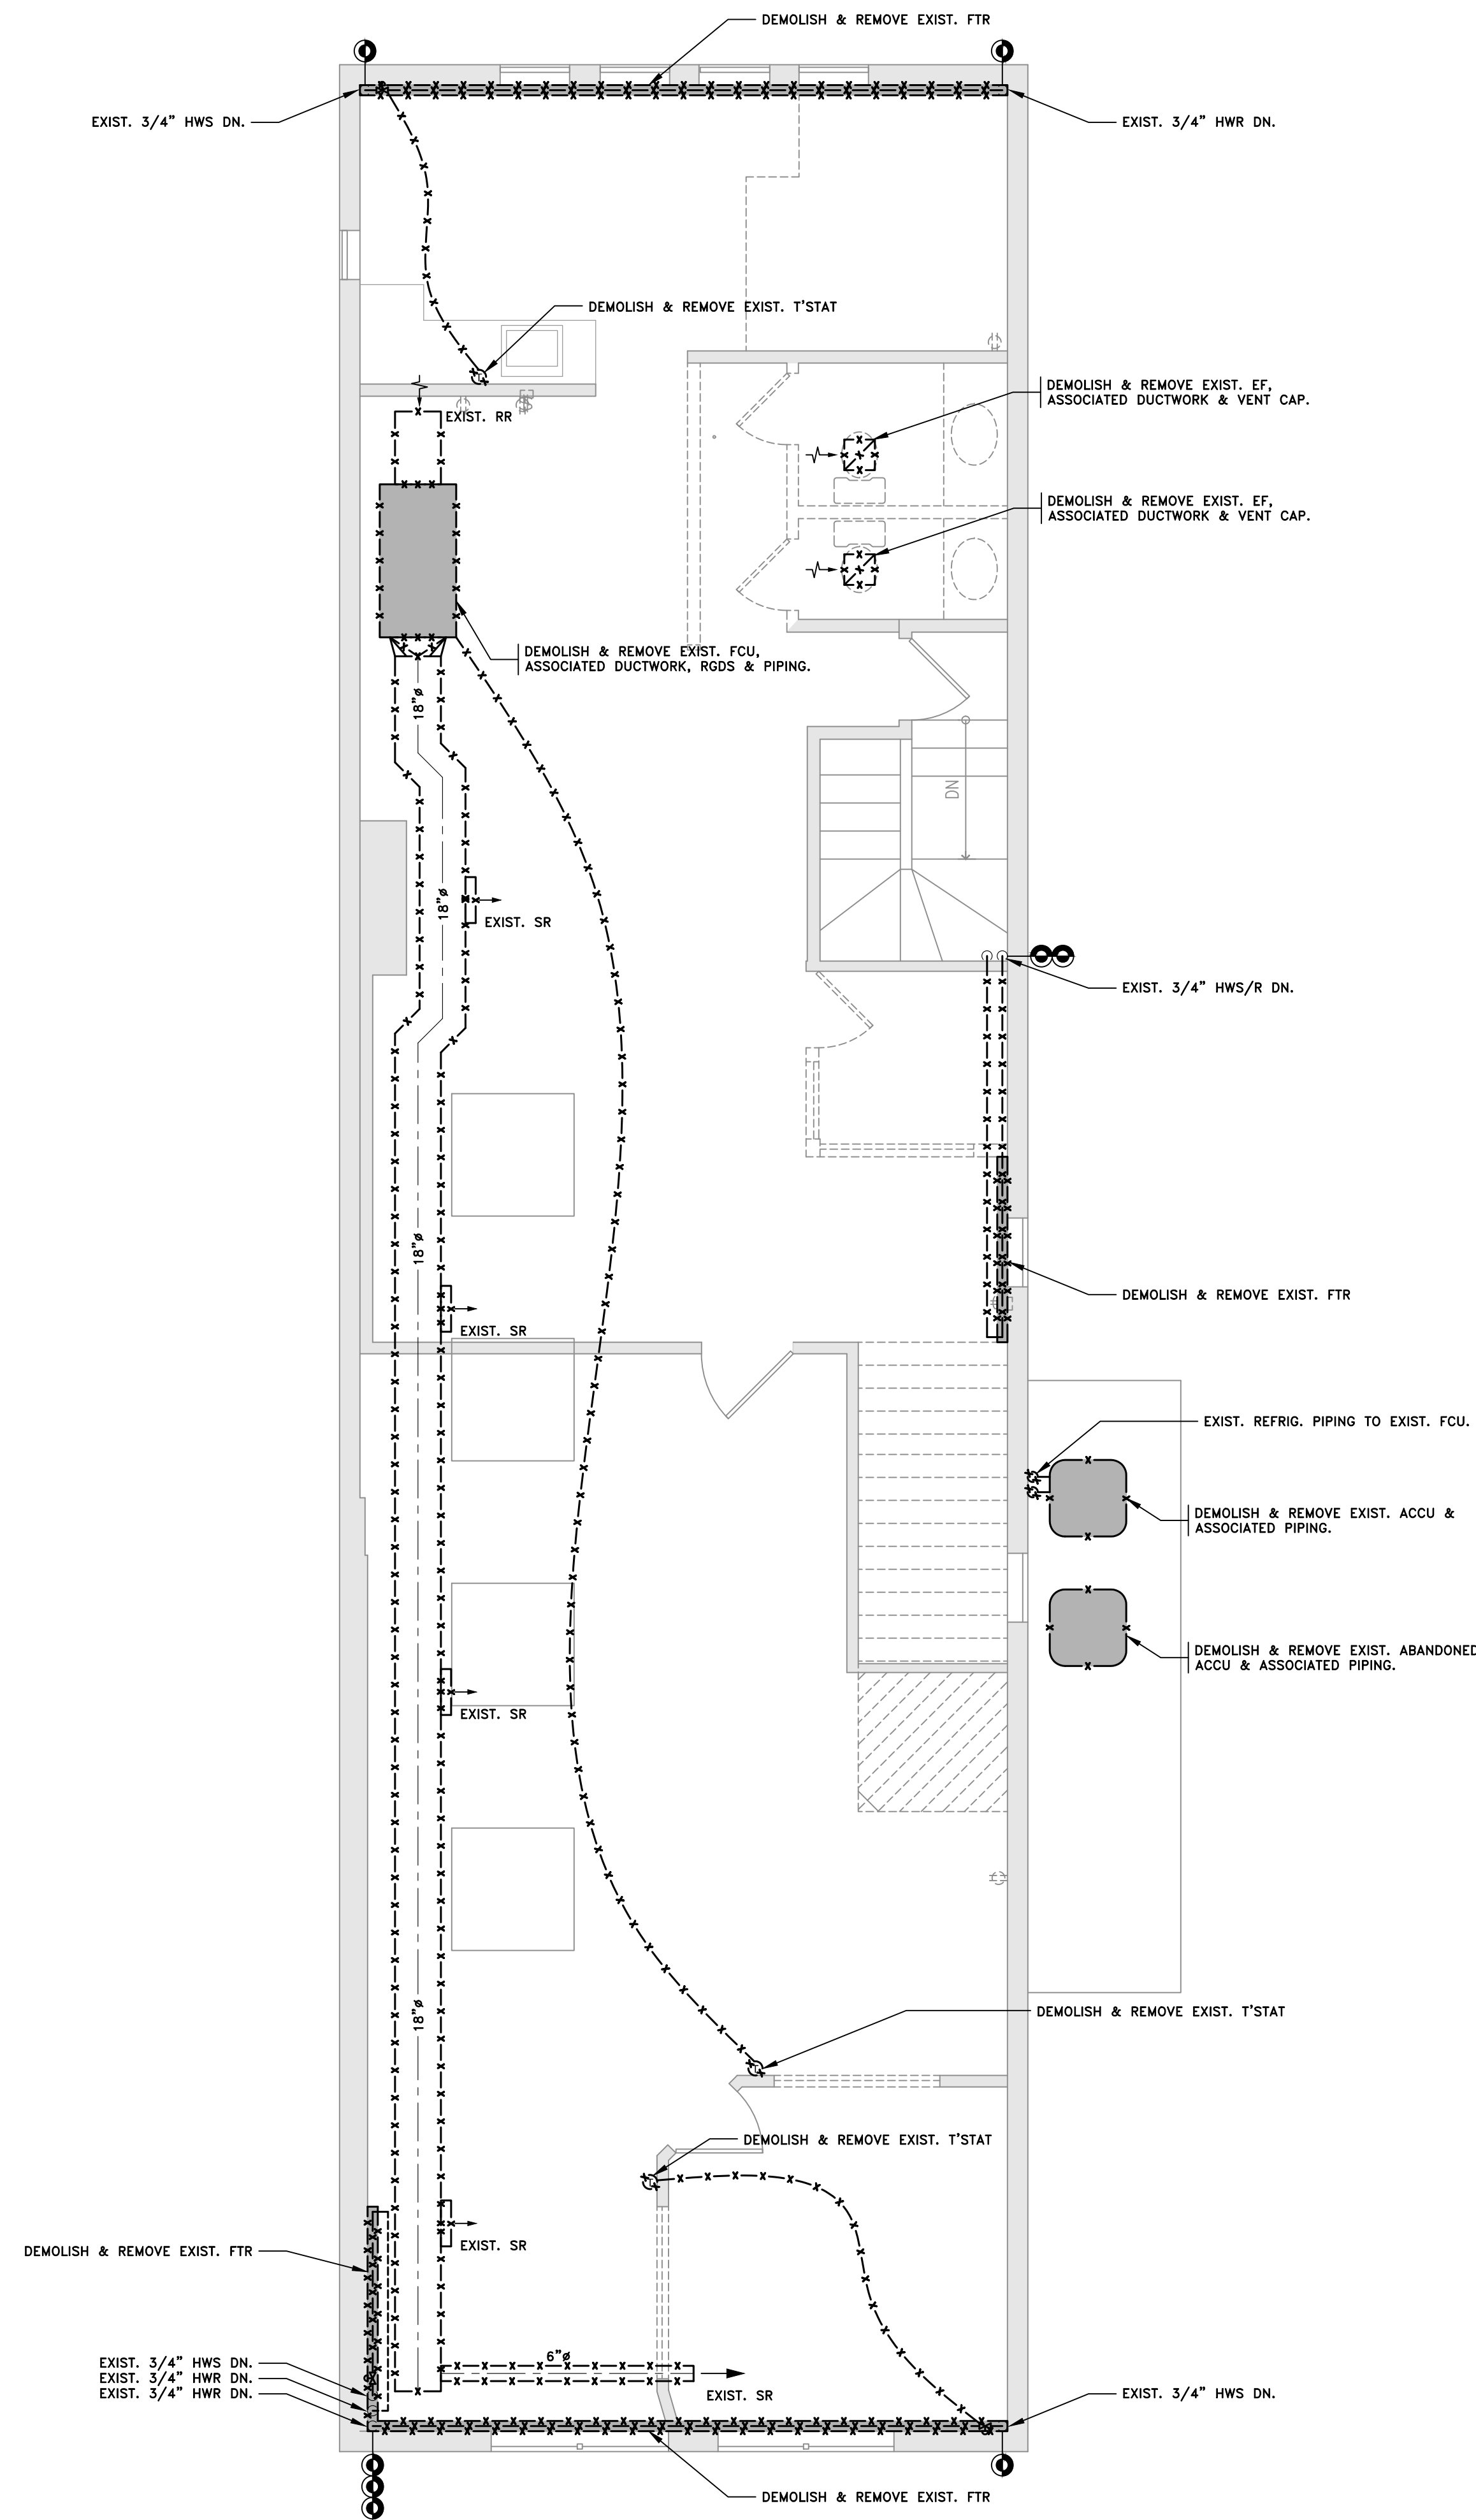 DEMOLISH & REMOVE EXIST. FTR
EXIST. 3/4" HWS DN.
EXIST. 3/4" HWR DN.
DEMOLISH & REMOVE EXIST. T'STAT
DEMOLISH & REMOVE EXIST. EF,
ASSOCIATED DUCTWORK & VENT CAP.
EXIST. RR
DEMOLISH & REMOVE EXIST. EF,
ASSOCIATED DUCTWORK & VENT CAP.
DEMOLISH & REMOVE EXIST. FCU,
ASSOCIATED DUCTWORK, RGDS & PIPING.
18"ø
DN
18"ø
EXIST. SR
EXIST. 3/4" HWS/R DN.
18"ø
DEMOLISH & REMOVE EXIST. FTR
EXIST. SR
EXIST. REFRIG. PIPING TO EXIST. FCU.
DEMOLISH & REMOVE EXIST. ACCU &
ASSOCIATED PIPING.
DEMOLISH & REMOVE EXIST. ABANDONED
ACCU & ASSOCIATED PIPING.
EXIST. SR
18"ø
DEMOLISH & REMOVE EXIST. T'STAT
DEMOLISH & REMOVE EXIST. T'STAT
EXIST. SR
DEMOLISH & REMOVE EXIST. FTR
6"ø
EXIST. 3/4" HWS DN.
EXIST. 3/4" HWR DN.
EXIST. 3/4" HWR DN.
EXIST. SR
EXIST. 3/4" HWS DN.
DEMOLISH & REMOVE EXIST. FTR